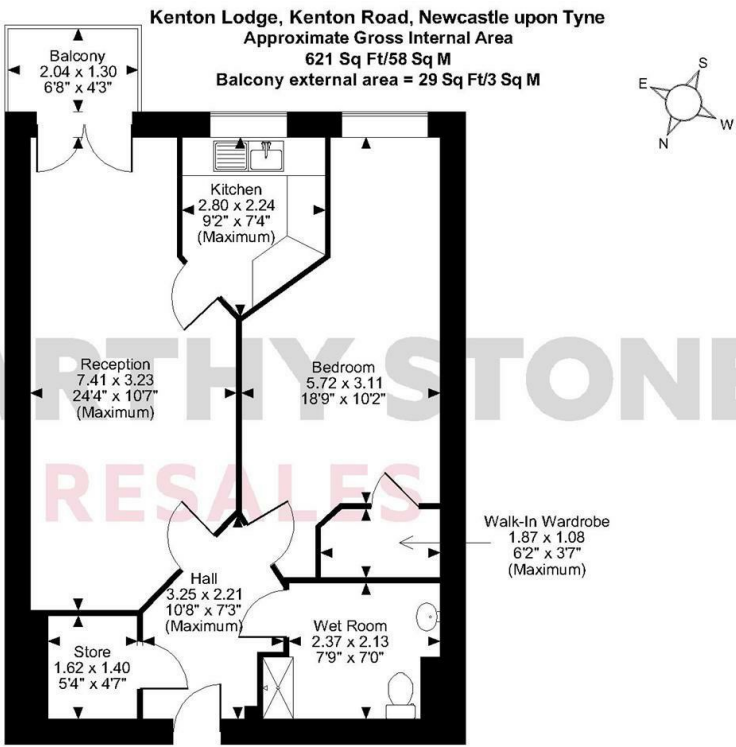 Kenton Lodge, Kenton Road, Newcastle upon Tyne
Approximate Gross Internal Area
621 Sq Ft/58 Sq M
Balcony external area = 29 Sq Ft/3 Sq M
S
E
W
N
Balcony
2.04 x 1.30
6'8" x 4'3"
Kitchen
2.80 x 2.24
9'2" x 7'4"
(Maximum)
Reception
7.41 x 3.23
24'4" x 10'7"
(Maximum)
Bedroom
5.72 x 3.11
18'9" x 10'2"
ARTHY STONE
RESALES
Walk-In Wardrobe
1.87 x 1.08
6'2" x 3'7"
(Maximum)
Hall
3.25 x 2.21
10'8" x 7'3"
(Maximum)
Wet Room
2.37 x 2.13
7'9" x 7'0"
Store
1.62 x 1.40
5'4" x 4'7"